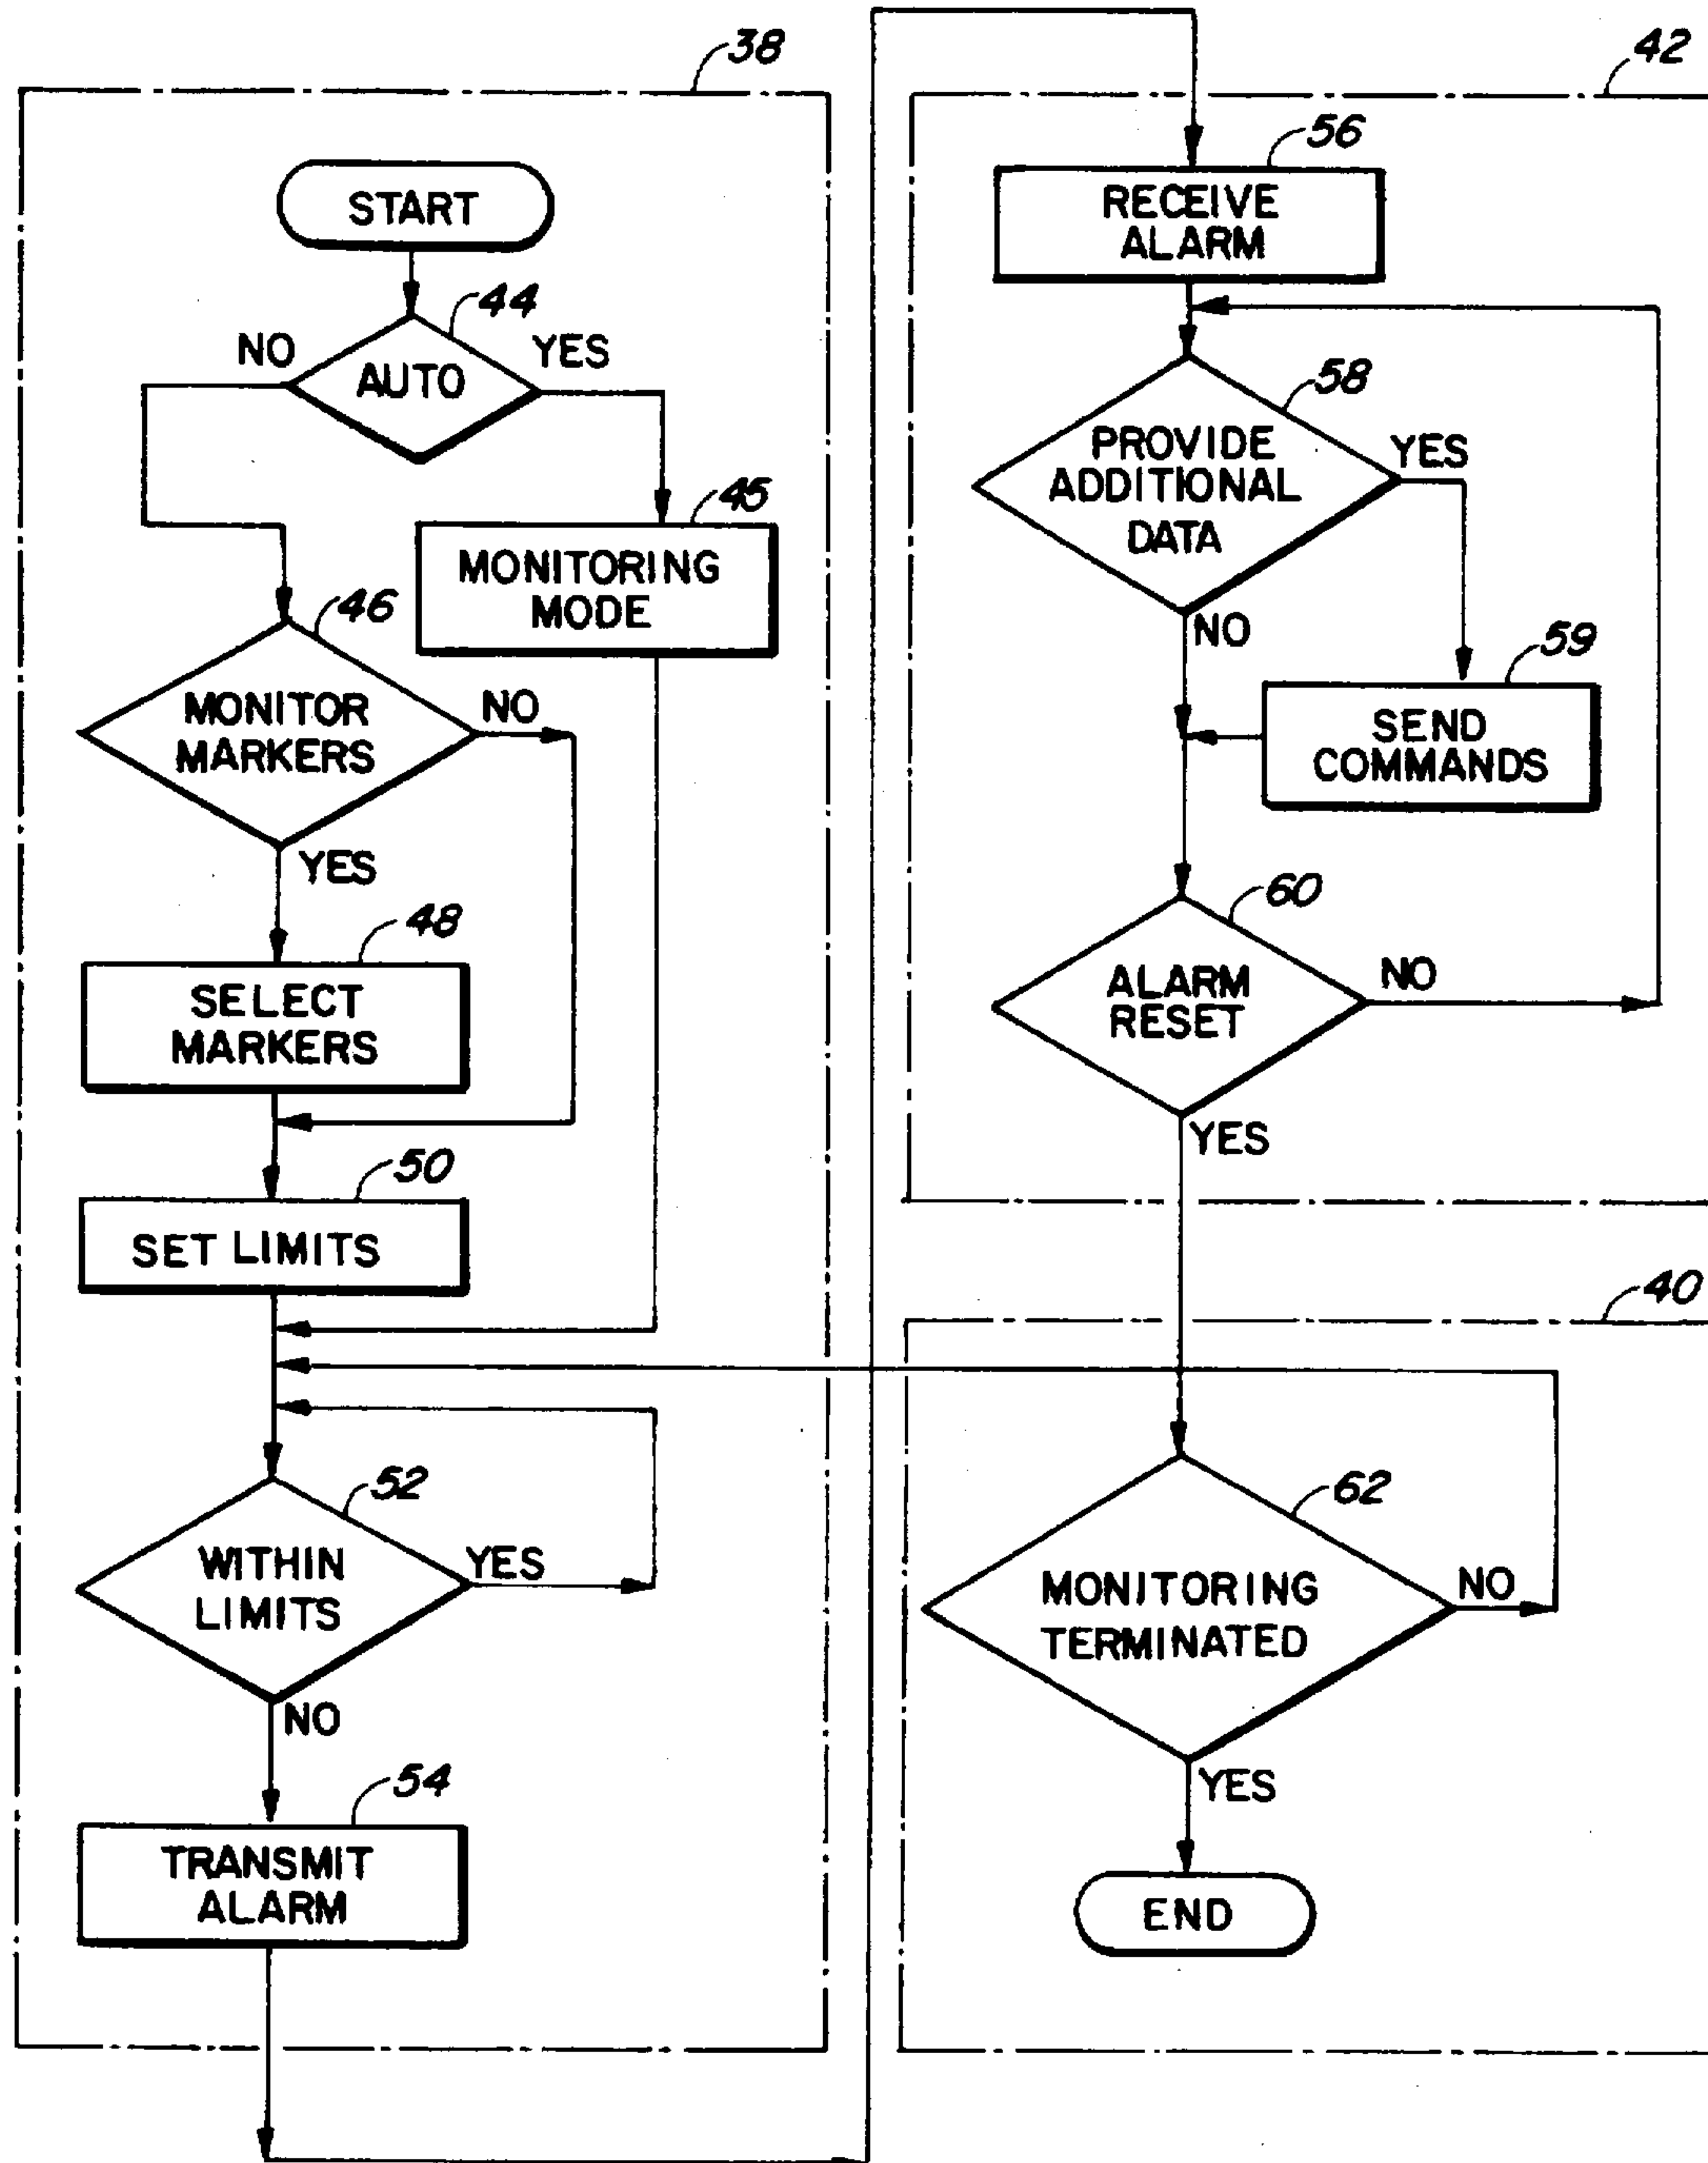 38
START
44
NO
YES
AUTO
45
MONITORING
MODE
46
MONITOR
MARKERS
NO
YES
48
SELECT
MARKERS
50
SET LIMITS
52
WITHIN
LIMITS
YES
NO
54
TRANSMIT
ALARM
42
56
RECEIVE
ALARM
58
PROVIDE
ADDITIONAL
DATA
YES
NO
59
SEND
COMMANDS
60
ALARM
RESET
NO
YES
40
62
MONITORING
TERMINATED
NO
YES
END